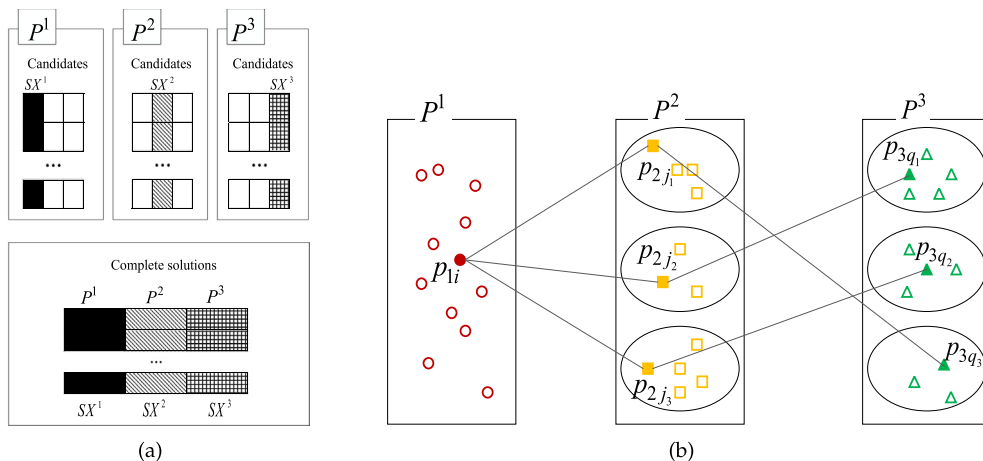 P¹ P² P³
Candidates Candidates Candidates
SX¹ SX² SX³
... ... ...
Complete solutions
P¹ P² P³
...
SX¹ SX² SX³
(a)
P¹ P² P³
p₁ᵢ
p₂ⱼ₁
p₂ⱼ₂
p₂ⱼ₃
p₃q₁
p₃q₂
p₃q₃
(b)